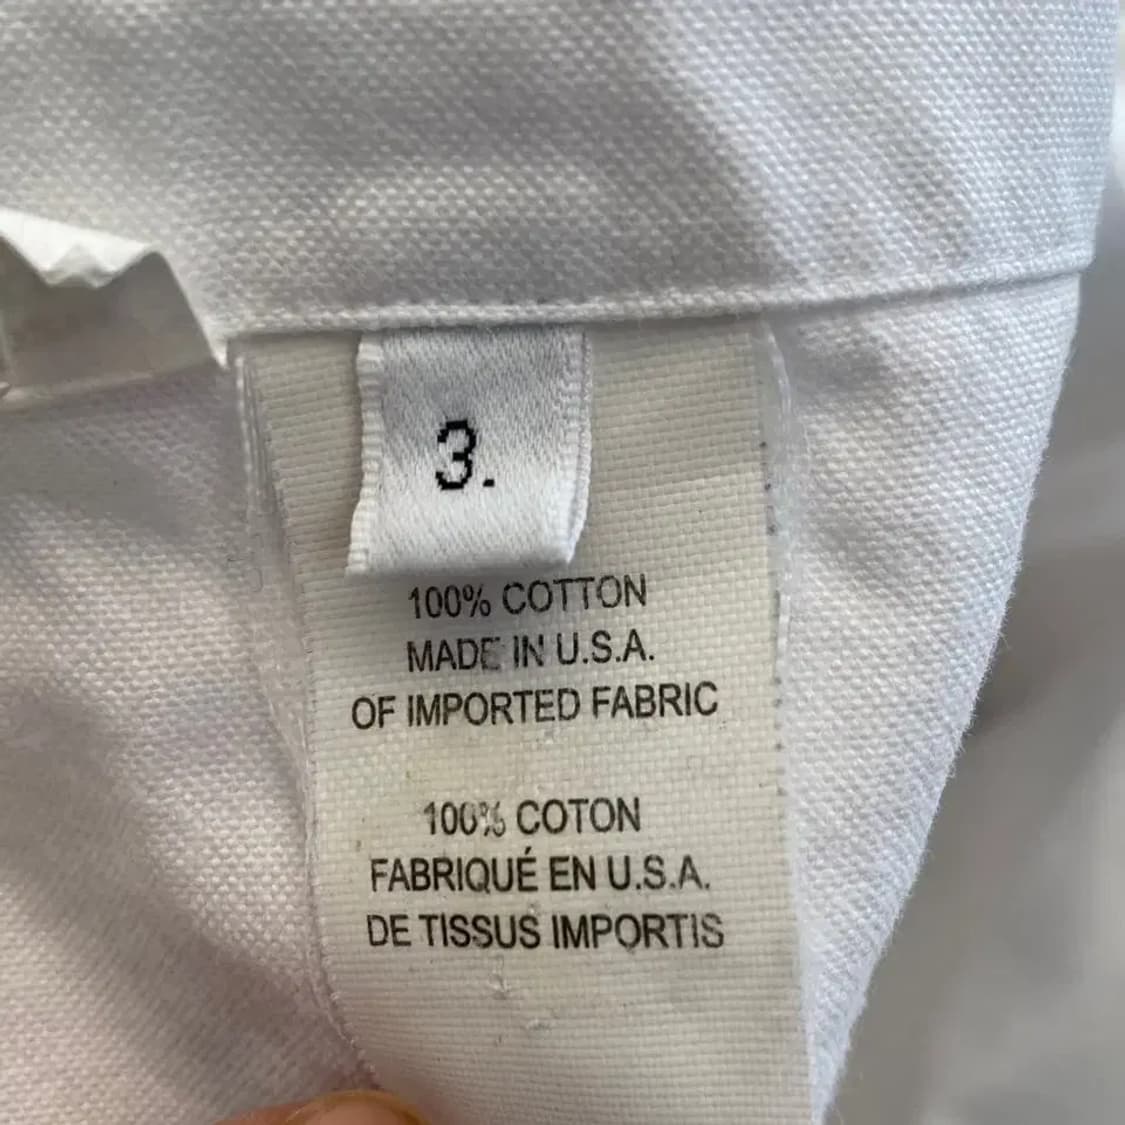 3.
100% COTTON
MADE IN U.S.A.
OF IMPORTED FABRIC
100% COTON
FABRIQUÉ EN U.S.A.
DE TISSUS IMPORTIS